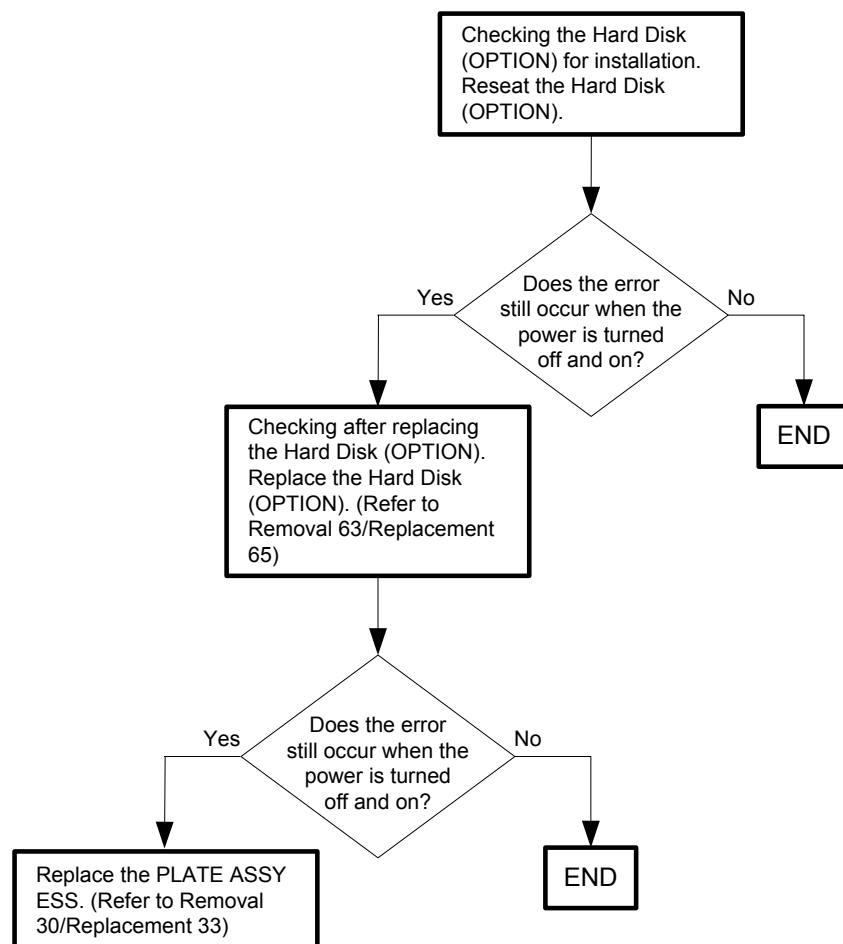 Checking the Hard Disk
(OPTION) for installation.
Reseat the Hard Disk
(OPTION).
Does the error
still occur when the
power is turned
off and on?
Yes
No
Checking after replacing
the Hard Disk (OPTION).
Replace the Hard Disk
(OPTION). (Refer to
Removal 63/Replacement
65)
END
Does the error
still occur when the
power is turned
off and on?
Yes
No
Replace the PLATE ASSY
ESS. (Refer to Removal
30/Replacement 33)
END